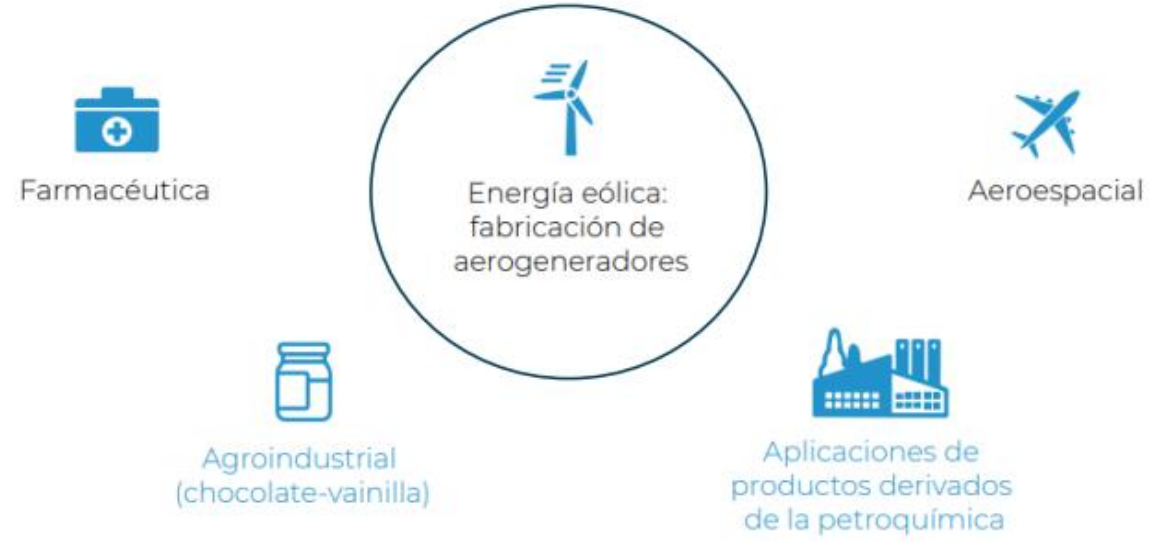 Farmacéutica
Energía eólica:
fabricación de
aerogeneradores
Aeroespacial
Agroindustrial
(chocolate-vainilla)
Aplicaciones de
productos derivados
de la petroquímica